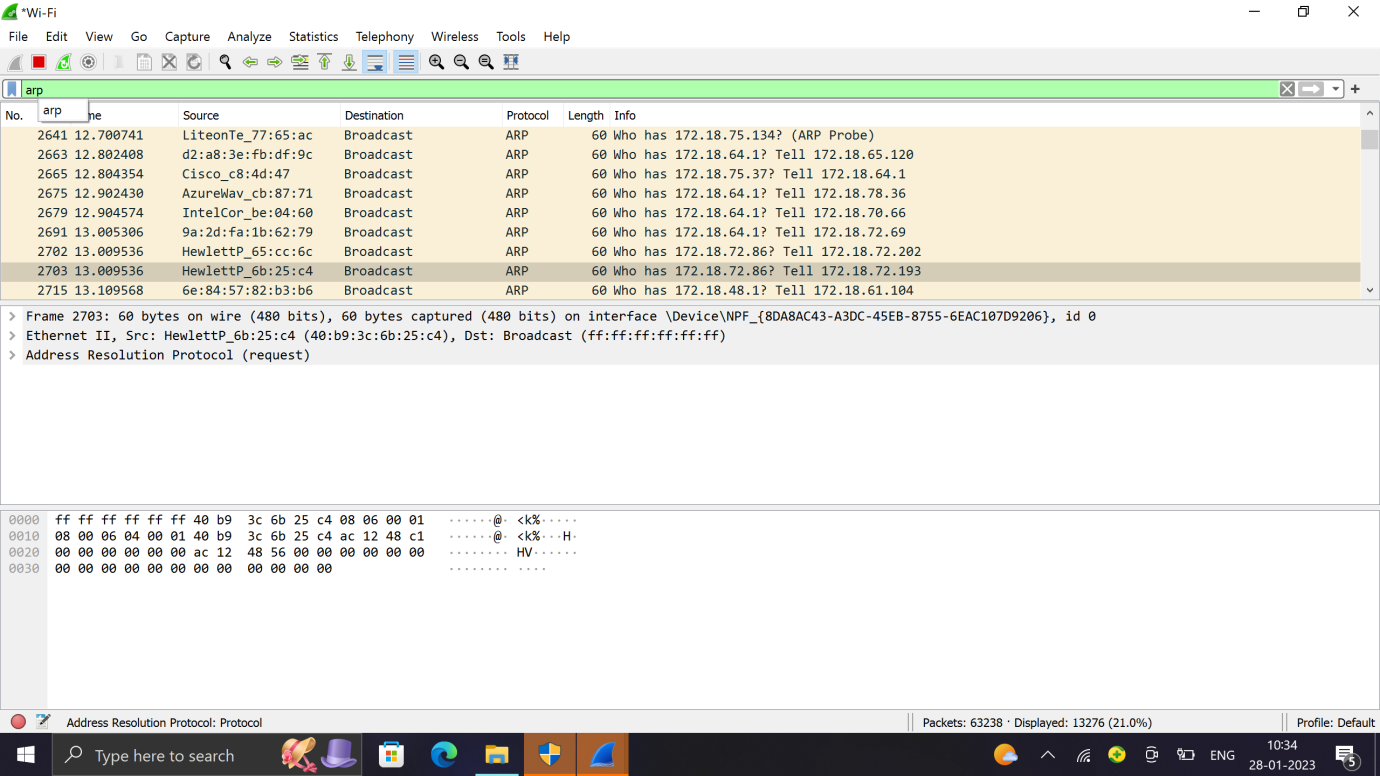 *Wi-Fi
File Edit View Go Capture Analyze Statistics Telephony Wireless Tools Help
arp
arp
No. me Source Destination Protocol Length Info
2641 12.700741 LiteonTe_77:65:ac Broadcast ARP 60 Who has 172.18.75.134? (ARP Probe)
2663 12.802408 d2:a8:3e:fb:df:9c Broadcast ARP 60 Who has 172.18.64.1? Tell 172.18.65.120
2665 12.804354 Cisco_c8:4d:47 Broadcast ARP 60 Who has 172.18.75.37? Tell 172.18.64.1
2675 12.902430 AzureWav_cb:87:71 Broadcast ARP 60 Who has 172.18.64.1? Tell 172.18.78.36
2679 12.904574 IntelCor_be:04:60 Broadcast ARP 60 Who has 172.18.64.1? Tell 172.18.70.66
2691 13.005306 9a:2d:fa:1b:62:79 Broadcast ARP 60 Who has 172.18.64.1? Tell 172.18.72.69
2702 13.009536 HewlettP_65:cc:6c Broadcast ARP 60 Who has 172.18.72.86? Tell 172.18.72.202
2703 13.009536 HewlettP_6b:25:c4 Broadcast ARP 60 Who has 172.18.72.86? Tell 172.18.72.193
2715 13.109568 6e:84:57:82:b3:b6 Broadcast ARP 60 Who has 172.18.48.1? Tell 172.18.61.104
Frame 2703: 60 bytes on wire (480 bits), 60 bytes captured (480 bits) on interface \Device\NPF_{8DA8AC43-A3DC-45EB-8755-6EAC107D9206}, id 0
Ethernet II, Src: HewlettP_6b:25:c4 (40:b9:3c:6b:25:c4), Dst: Broadcast (ff:ff:ff:ff:ff:ff)
Address Resolution Protocol (request)
0000 ff ff ff ff ff ff 40 b9 3c 6b 25 c4 08 06 00 01 ······@· <k%·····
0010 08 00 06 04 00 01 40 b9 3c 6b 25 c4 ac 12 48 c1 ······@· <k%···H·
0020 00 00 00 00 00 00 ac 12 48 56 00 00 00 00 00 00 ········ HV······
0030 00 00 00 00 00 00 00 00 00 00 00 00 ········ ····
Address Resolution Protocol: Protocol Packets: 63238 · Displayed: 13276 (21.0%) Profile: Default
Type here to search ENG 10:34
28-01-2023 5